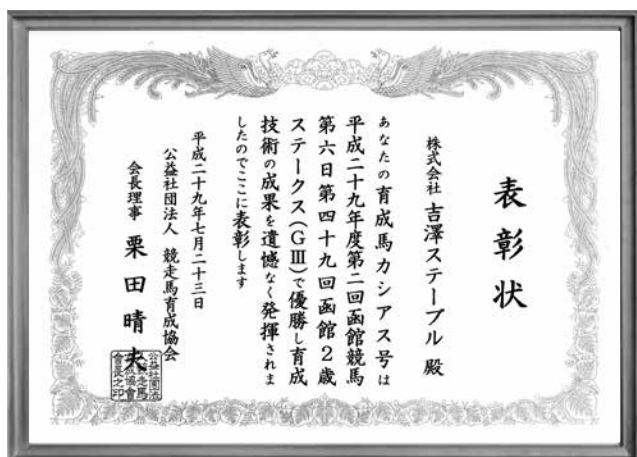 表彰状
株式会社 吉澤ステーブル 殿
あなたの育成馬カシアス号は
平成二十九年度第二回函館競馬
第六日第四十九回函館2歳
ステークス(GⅢ)で優勝し育成
技術の成果を遺憾なく発揮されま
したのでここに表彰します
平成二十九年七月二十三日
公益社団法人 競走馬育成協会
会長理事 栗田晴夫